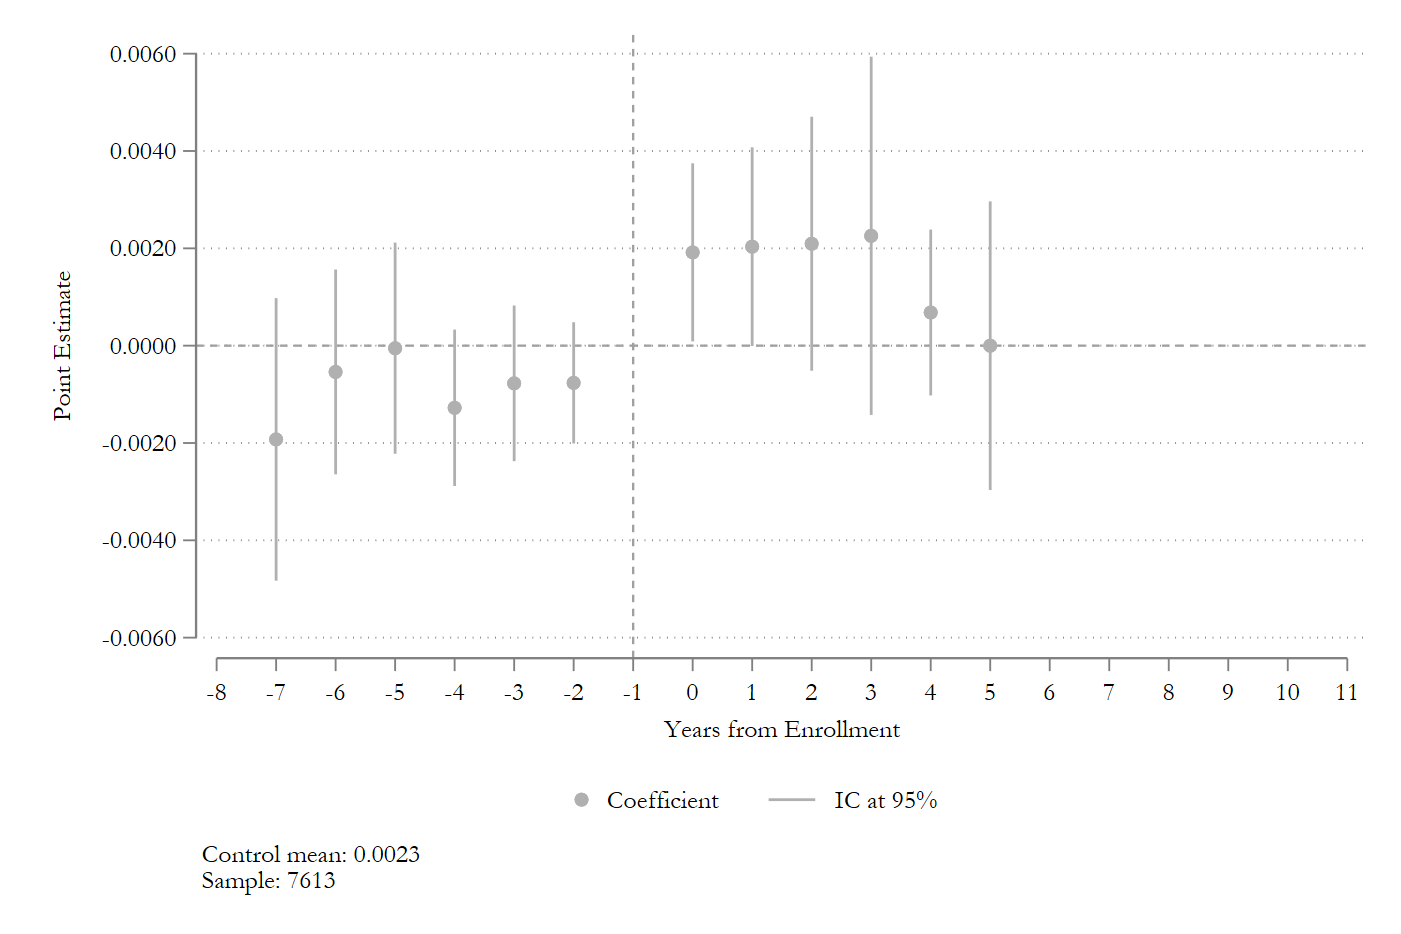 0.0060
0.0040
0.0020
0.0000
-0.0020
-0.0040
-0.0060
Point Estimate
-8 -7 -6 -5 -4 -3 -2 -1 0 1 2 3 4 5 6 7 8 9 10 11
Years from Enrollment
Coefficient IC at 95%
Control mean: 0.0023
Sample: 7613